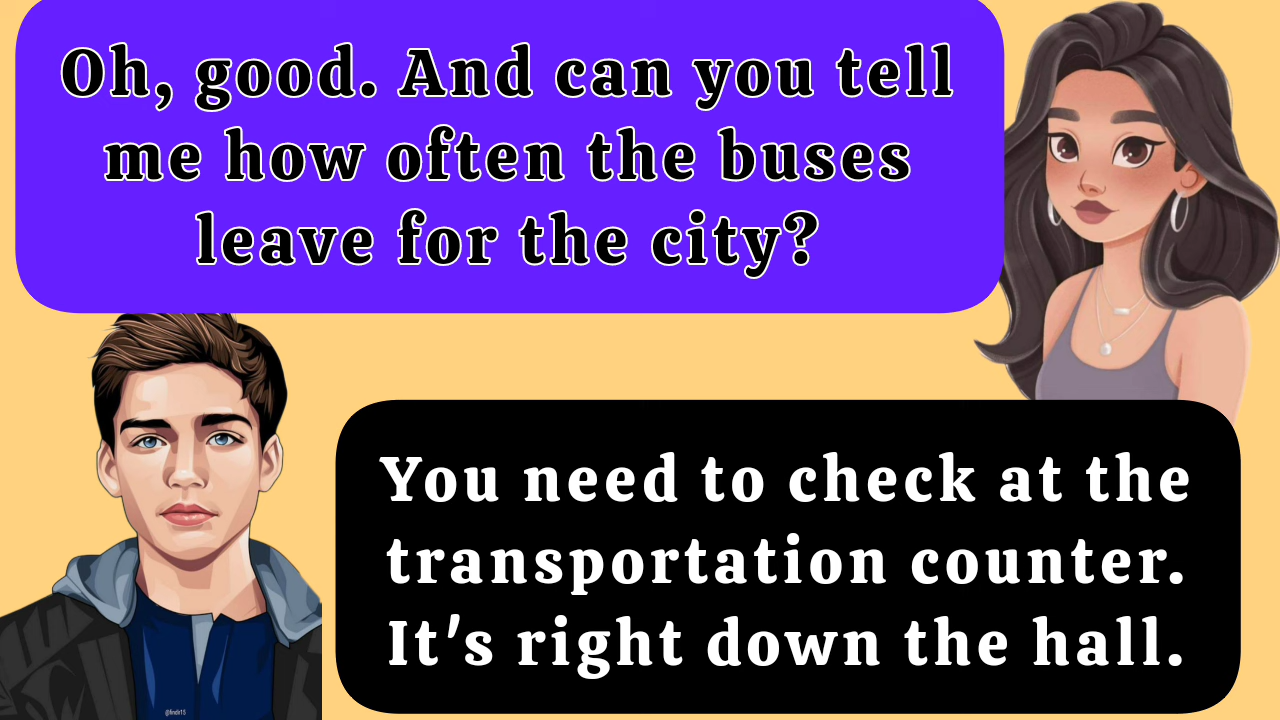 Oh, good. And can you tell
me how often the buses
leave for the city?
You need to check at the
transportation counter.
It's right down the hall.